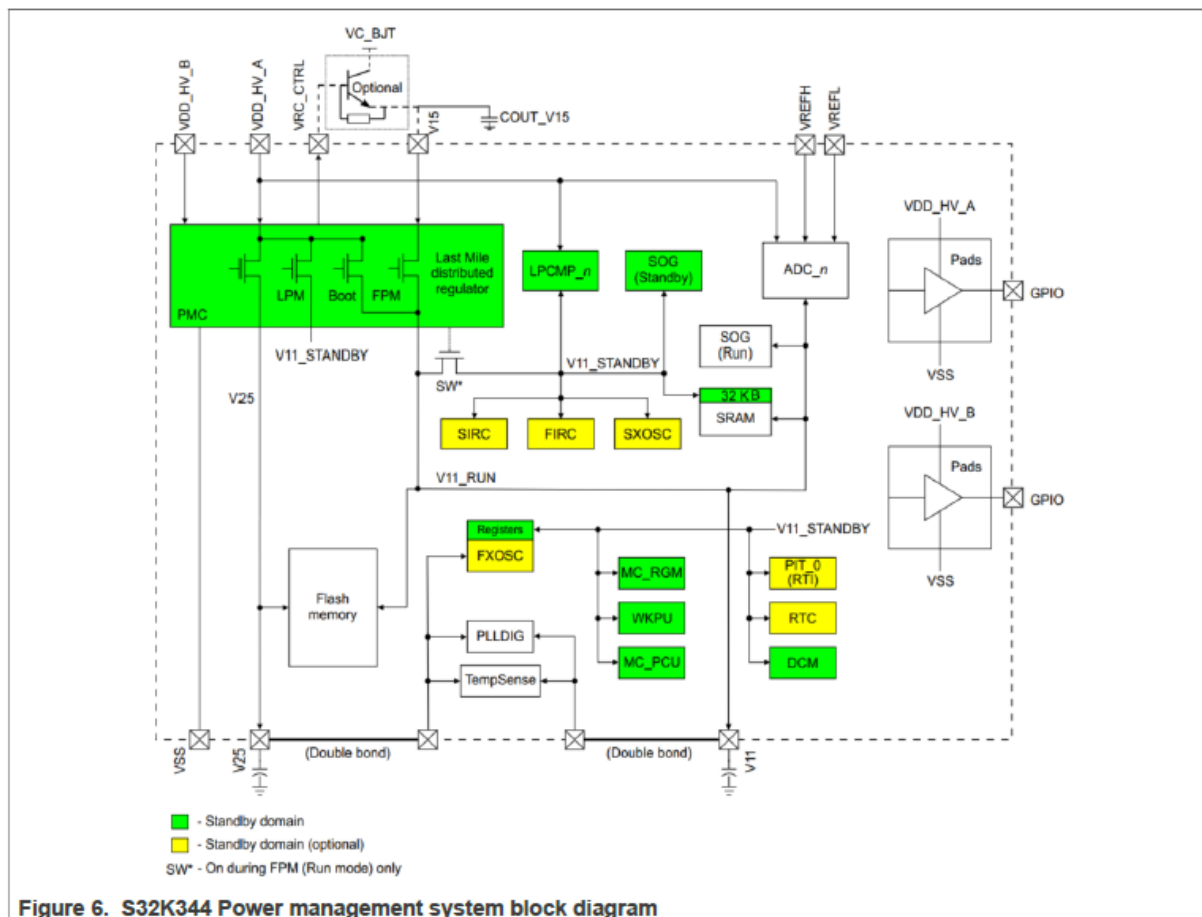 VC_BJT
VDD_HV_B
VDD_HV_A
VRC_CTRL
Optional
V15
COUT_V15
VREFH
VREFL
VDD_HV_A
Pads
GPIO
VSS
Last Mile
distributed
regulator
LPM
Boot
FPM
PMC
LPCMP_n
SOG
(Standby)
ADC_n
V11_STANDBY
SW*
V11_STANDBY
SOG
(Run)
V25
32 KB
SRAM
SIRC
FIRC
SXOSC
VDD_HV_B
Pads
GPIO
VSS
V11_RUN
Registers
FXOSC
V11_STANDBY
MC_RGM
PIT_0
(RTI)
Flash
memory
WKPU
RTC
PLLDIG
MC_PCU
DCM
TempSense
VSS
V25
(Double bond)
(Double bond)
V11
- Standby domain
- Standby domain (optional)
SW* - On during FPM (Run mode) only
Figure 6. S32K344 Power management system block diagram